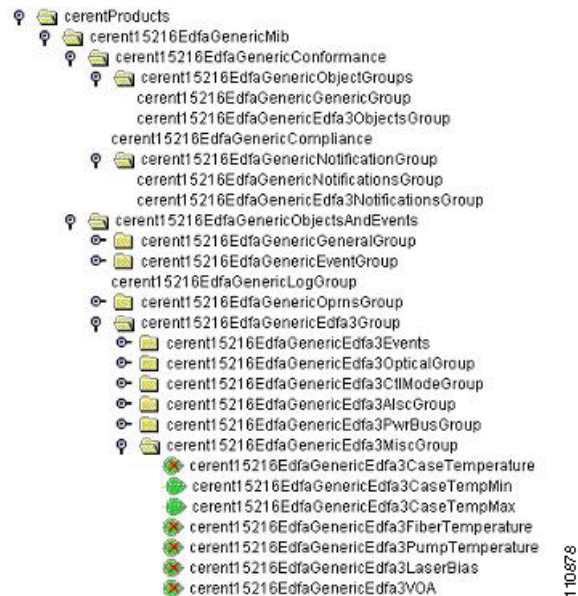 cerentProducts
cerent15216EdfaGenericMib
cerent15216EdfaGenericConformance
cerent15216EdfaGenericObjectGroups
cerent15216EdfaGenericGenericGroup
cerent15216EdfaGenericEdfa3ObjectsGroup
cerent15216EdfaGenericCompliance
cerent15216EdfaGenericNotificationGroup
cerent15216EdfaGenericNotificationsGroup
cerent15216EdfaGenericEdfa3NotificationsGroup
cerent15216EdfaGenericObjectsAndEvents
cerent15216EdfaGenericGeneralGroup
cerent15216EdfaGenericEventGroup
cerent15216EdfaGenericLogGroup
cerent15216EdfaGenericOprnsGroup
cerent15216EdfaGenericEdfa3Group
cerent15216EdfaGenericEdfa3Events
cerent15216EdfaGenericEdfa3OpticalGroup
cerent15216EdfaGenericEdfa3CtlModeGroup
cerent15216EdfaGenericEdfa3AlscGroup
cerent15216EdfaGenericEdfa3PwrBusGroup
cerent15216EdfaGenericEdfa3MiscGroup
cerent15216EdfaGenericEdfa3CaseTemperature
cerent15216EdfaGenericEdfa3CaseTempMin
cerent15216EdfaGenericEdfa3CaseTempMax
cerent15216EdfaGenericEdfa3FiberTemperature
cerent15216EdfaGenericEdfa3PumpTemperature
cerent15216EdfaGenericEdfa3LaserBias
cerent15216EdfaGenericEdfa3VOA
110878